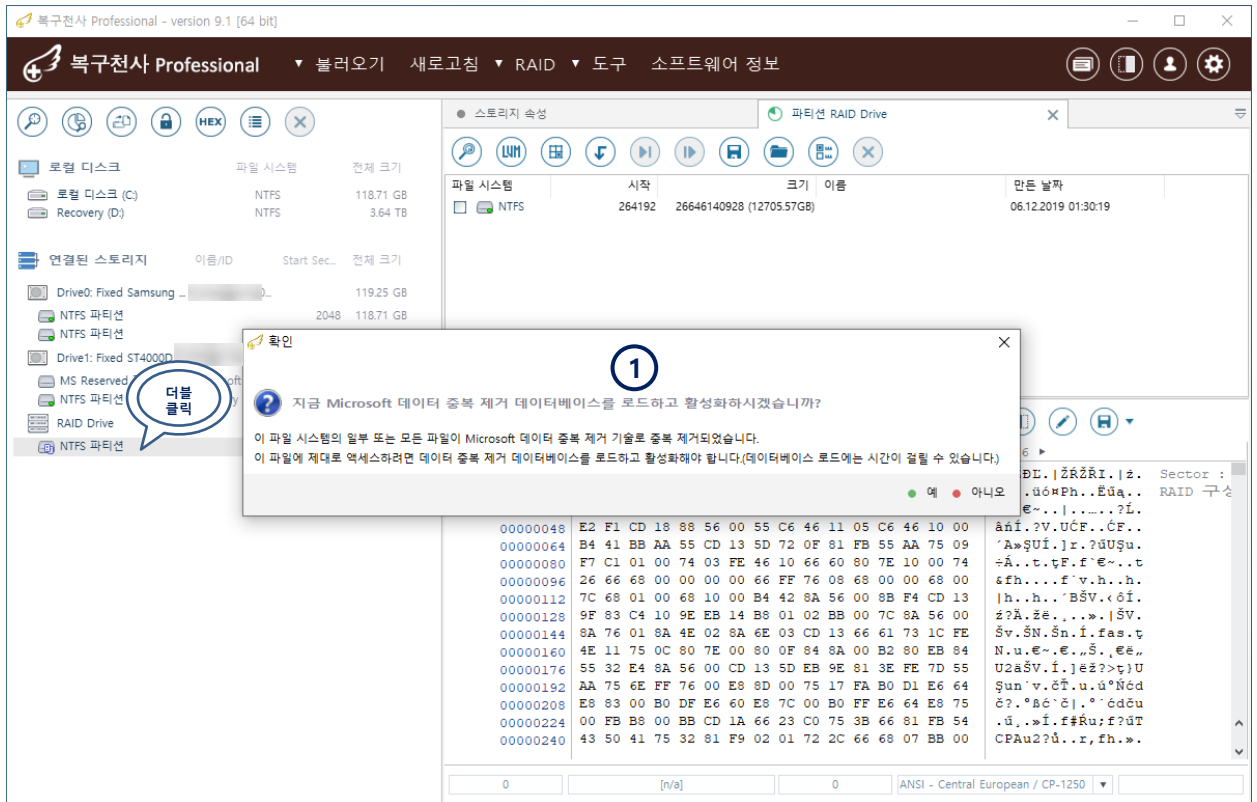 복구천사 Professional - version 9.1 [64 bit]
복구천사 Professional ▼ 불러오기 새로고침 ▼ RAID ▼ 도구 소프트웨어 정보
HEX
스토리지 속성
파티션 RAID Drive
LVM
로컬 디스크 파일 시스템 전체 크기
로컬 디스크 (C:) NTFS 118.71 GB
Recovery (D:) NTFS 3.64 TB
파일 시스템 시작 크기 이름 만든 날짜
NTFS 264192 26646140928 (12705.57GB) 06.12.2019 01:30:19
연결된 스토리지 이름/ID Start Sec... 전체 크기
Drive0: Fixed Samsung ... 119.25 GB
NTFS 파티션 2048 118.71 GB
NTFS 파티션
Drive1: Fixed ST4000D
MS Reserved
NTFS 파티션
RAID Drive
NTFS 파티션
더블
클릭
확인
1
지금 Microsoft 데이터 중복 제거 데이터베이스를 로드하고 활성화하시겠습니까?
이 파일 시스템의 일부 또는 모든 파일이 Microsoft 데이터 중복 제거 기술로 중복 제거되었습니다.
이 파일에 제대로 액세스하려면 데이터 중복 제거 데이터베이스를 로드하고 활성화해야 합니다.(데이터베이스 로드에는 시간이 걸릴 수 있습니다.)
예 아니오
Sector :
RAID
00000048 E2 F1 CD 18 88 56 00 55 C6 46 11 05 C6 46 10 00 âńÍ.?V.UĆF..ĆF..
00000064 B4 41 BB AA 55 CD 13 5D 72 0F 81 FB 55 AA 75 09 ´A»ŞUÍ.]r.?űUŞu.
00000080 F7 C1 01 00 74 03 FE 46 10 66 60 80 7E 10 00 74 ÷Á..t.ţF.f`€~..t
00000096 26 66 68 00 00 00 00 66 FF 76 08 68 00 00 68 00 &fh....f˙v.h..h.
00000112 7C 68 01 00 68 10 00 B4 42 8A 56 00 8B F4 CD 13 |h..h..´BŠV.‹ôÍ.
00000128 9F 83 C4 10 9E EB 14 B8 01 02 BB 00 7C 8A 56 00 ź?Ä.žë.¸..».|ŠV.
00000144 8A 76 01 8A 4E 02 8A 6E 03 CD 13 66 61 73 1C FE Šv.ŠN.Šn.Í.fas.ţ
00000160 4E 11 75 0C 80 7E 00 80 0F 84 8A 00 B2 80 EB 84 N.u.€~.€.„Š.˛€ë„
00000176 55 32 E4 8A 56 00 CD 13 5D EB 9E 81 3E FE 7D 55 U2äŠV.Í.]ëž?>ţ}U
00000192 AA 75 6E FF 76 00 E8 8D 00 75 17 FA B0 D1 E6 64 Şun˙v.čŤ.u.ú°Ńćd
00000208 E8 83 00 B0 DF E6 60 E8 7C 00 B0 FF E6 64 E8 75 č?.°ßć`č|.°˙ćdču
00000224 00 FB B8 00 BB CD 1A 66 23 C0 75 3B 66 81 FB 54 .ű¸.»Í.f#Ŕu;f?űT
00000240 43 50 41 75 32 81 F9 02 01 72 2C 66 68 07 BB 00 CPAu2?ů..r,fh.».
0 [n/a] 0 ANSI - Central European / CP-1250 ▼